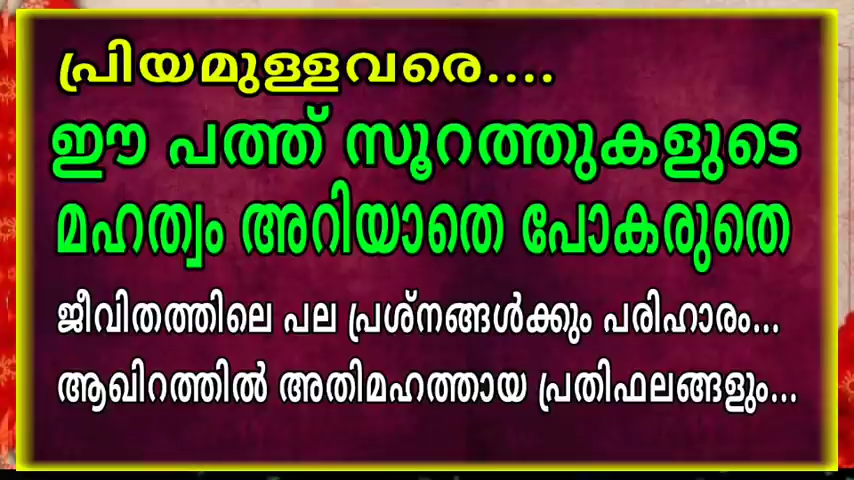 പ്രിയമുള്ളവരെ....
ഈ പത്ത് സൂറത്തുകളുടെ
മഹത്വം അറിയാതെ പോകരുതെ
ജീവിതത്തിലെ പല പ്രശ്നങ്ങൾക്കും പരിഹാരം...
ആഖിറത്തിൽ അതിമഹത്തായ പ്രതിഫലങ്ങളും...